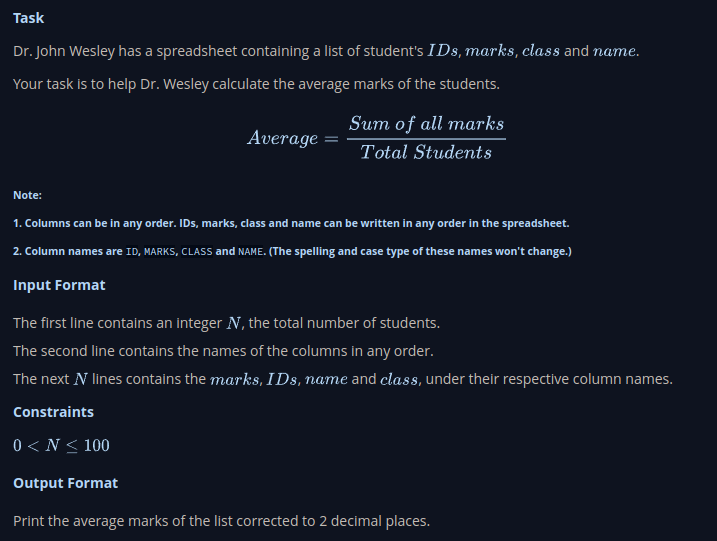 Task
Dr. John Wesley has a spreadsheet containing a list of student's IDs, marks, class and name.
Your task is to help Dr. Wesley calculate the average marks of the students.
Average = Sum of all marks / Total Students
Note:
1. Columns can be in any order. IDs, marks, class and name can be written in any order in the spreadsheet.
2. Column names are ID, MARKS, CLASS and NAME. (The spelling and case type of these names won't change.)
Input Format
The first line contains an integer N, the total number of students.
The second line contains the names of the columns in any order.
The next N lines contains the marks, IDs, name and class, under their respective column names.
Constraints
0 < N ≤ 100
Output Format
Print the average marks of the list corrected to 2 decimal places.